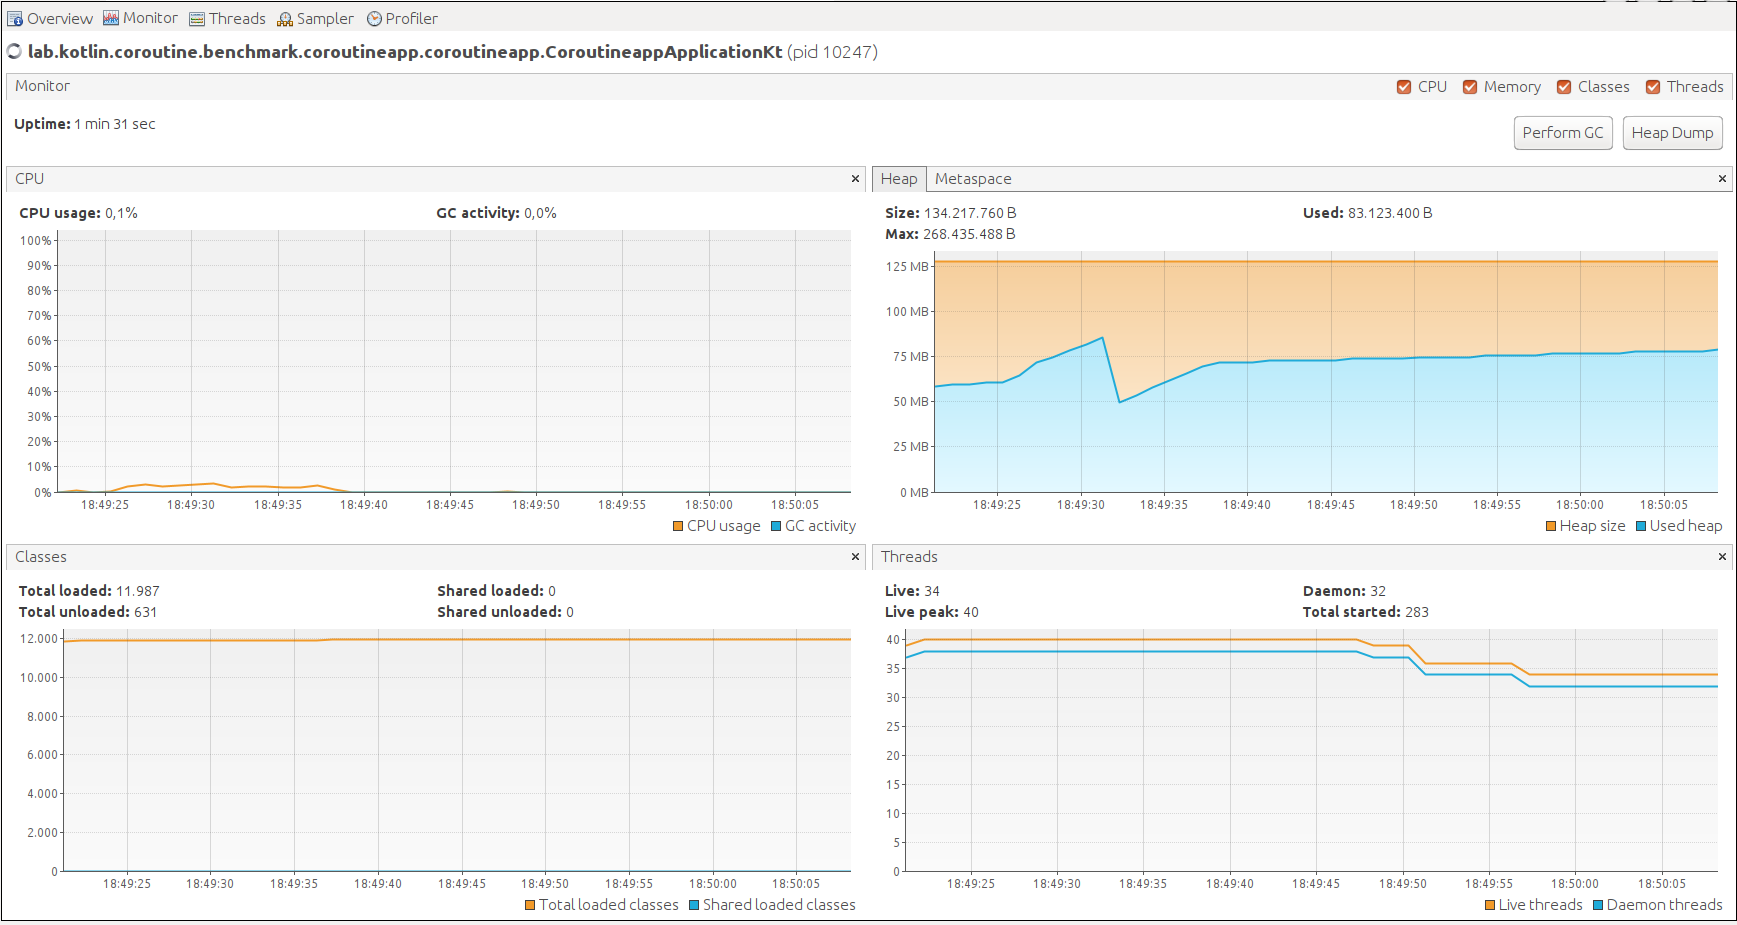 Overview Monitor Threads Sampler Profiler
lab.kotlin.coroutine.benchmark.coroutineapp.coroutineapp.CoroutineappApplicationKt (pid 10247)
Monitor CPU Memory Classes Threads
Uptime: 1 min 31 sec
Perform GC Heap Dump
CPU ×
CPU usage: 0,1% GC activity: 0,0%
100%
90%
80%
70%
60%
50%
40%
30%
20%
10%
0%
18:49:25 18:49:30 18:49:35 18:49:40 18:49:45 18:49:50 18:49:55 18:50:00 18:50:05
CPU usage GC activity
Heap Metaspace ×
Size: 134.217.760 B Used: 83.123.400 B
Max: 268.435.488 B
125 MB
100 MB
75 MB
50 MB
25 MB
0 MB
18:49:25 18:49:30 18:49:35 18:49:40 18:49:45 18:49:50 18:49:55 18:50:00 18:50:05
Heap size Used heap
Classes ×
Total loaded: 11.987 Shared loaded: 0
Total unloaded: 631 Shared unloaded: 0
12.000
10.000
8.000
6.000
4.000
2.000
0
18:49:25 18:49:30 18:49:35 18:49:40 18:49:45 18:49:50 18:49:55 18:50:00 18:50:05
Total loaded classes Shared loaded classes
Threads ×
Live: 34 Daemon: 32
Live peak: 40 Total started: 283
40
35
30
25
20
15
10
5
0
18:49:25 18:49:30 18:49:35 18:49:40 18:49:45 18:49:50 18:49:55 18:50:00 18:50:05
Live threads Daemon threads